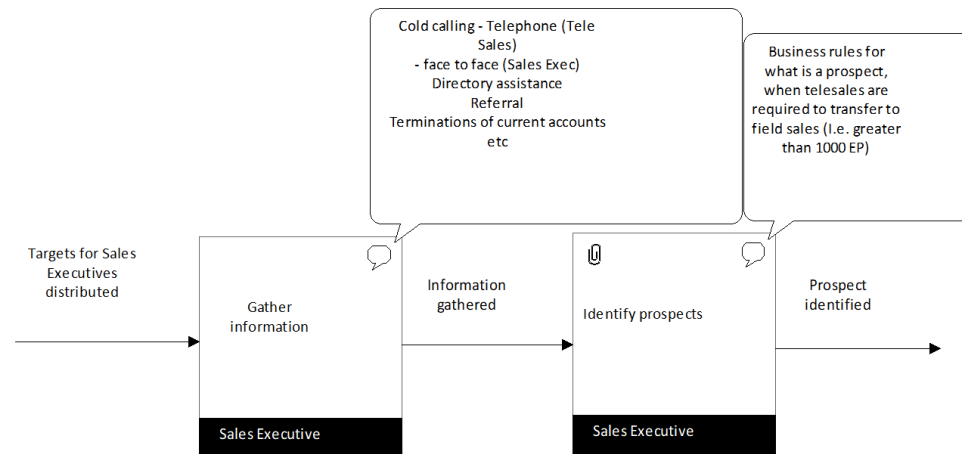 Cold calling - Telephone (Tele
Sales)
- face to face (Sales Exec)
Directory assistance
Referral
Terminations of current accounts
etc
Business rules for
what is a prospect,
when telesales are
required to transfer to
field sales (I.e. greater
than 1000 EP)
Targets for Sales
Executives
distributed
Gather
information
Sales Executive
Information
gathered
Identify prospects
Sales Executive
Prospect
identified